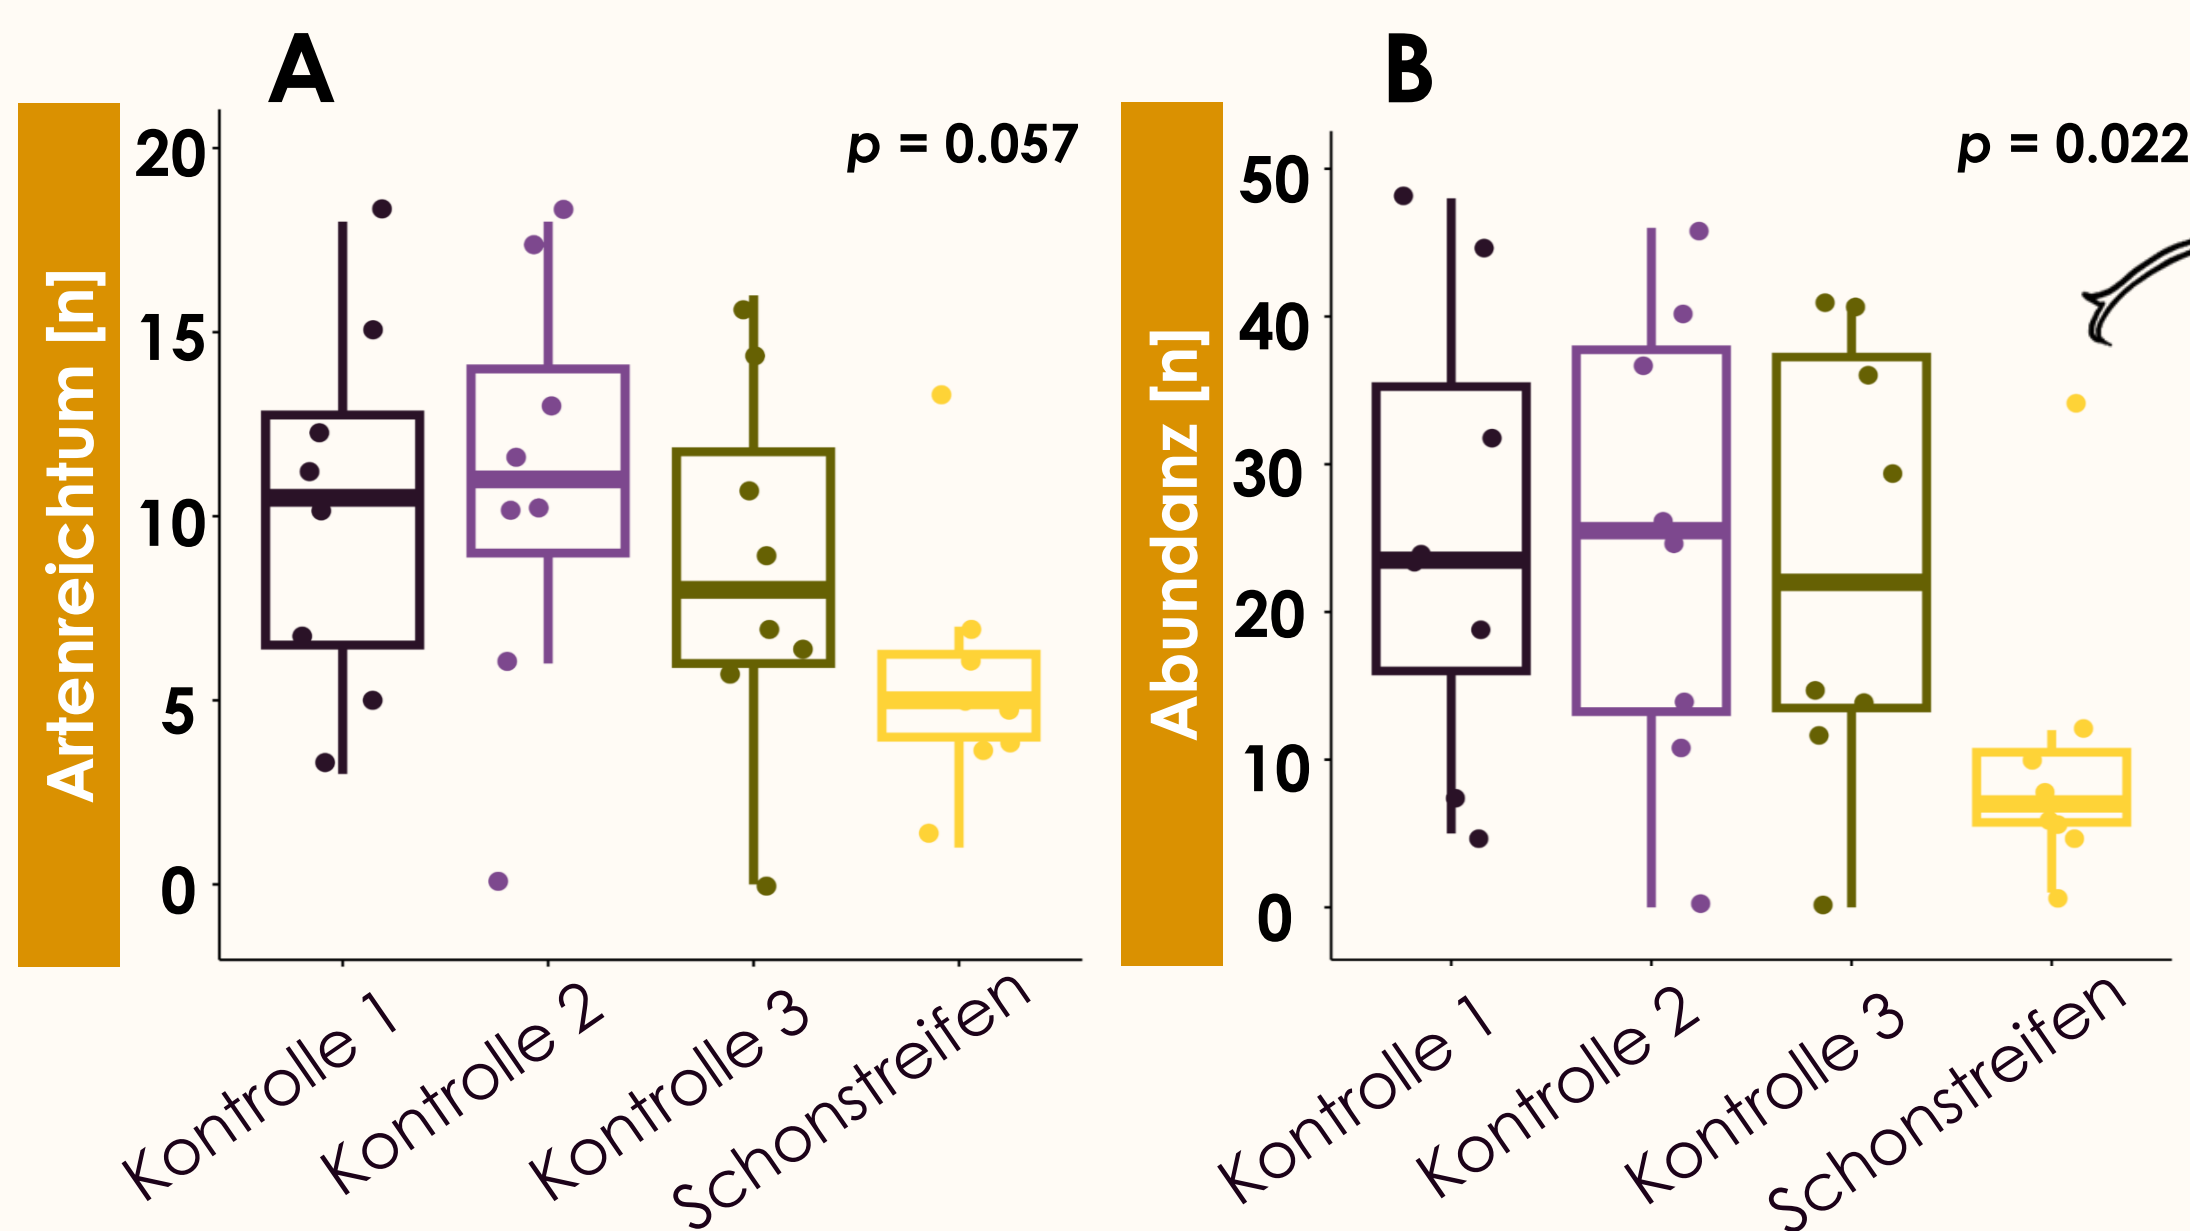 A
p = 0.057
Artenreichtum [n]
20
15
10
5
0
Kontrolle 1
Kontrolle 2
Kontrolle 3
Schonstreifen
B
p = 0.022
Abundanz [n]
50
40
30
20
10
0
Kontrolle 1
Kontrolle 2
Kontrolle 3
Schonstreifen